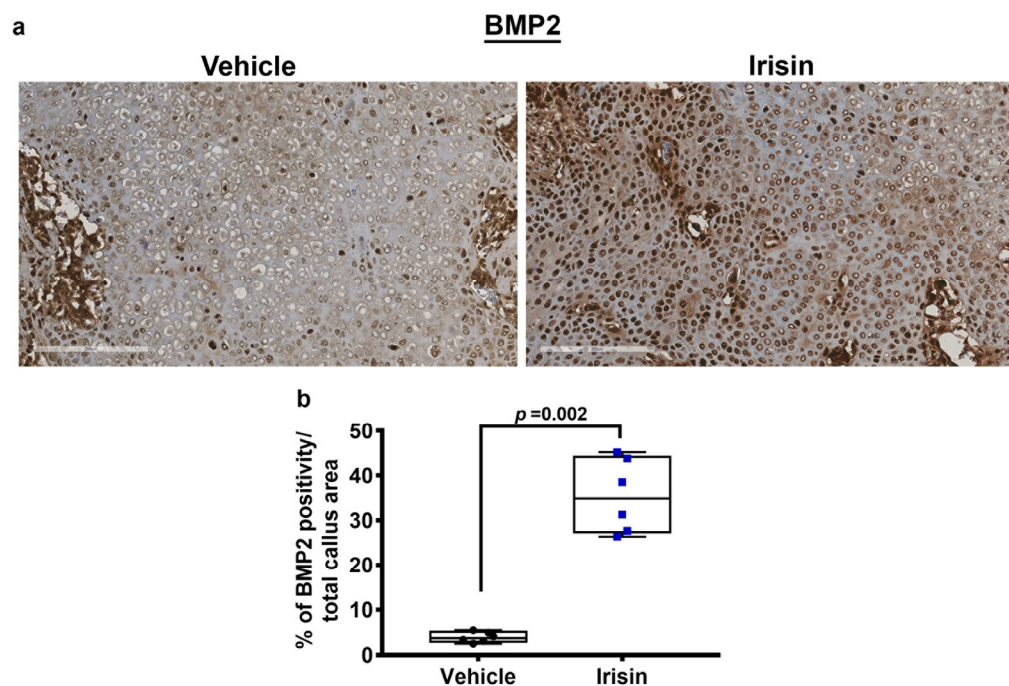 a
BMP2
Vehicle
Irisin
b
p=0.002
% of BMP2 positivity/
total callus area
50
40
30
20
10
0
Vehicle
Irisin